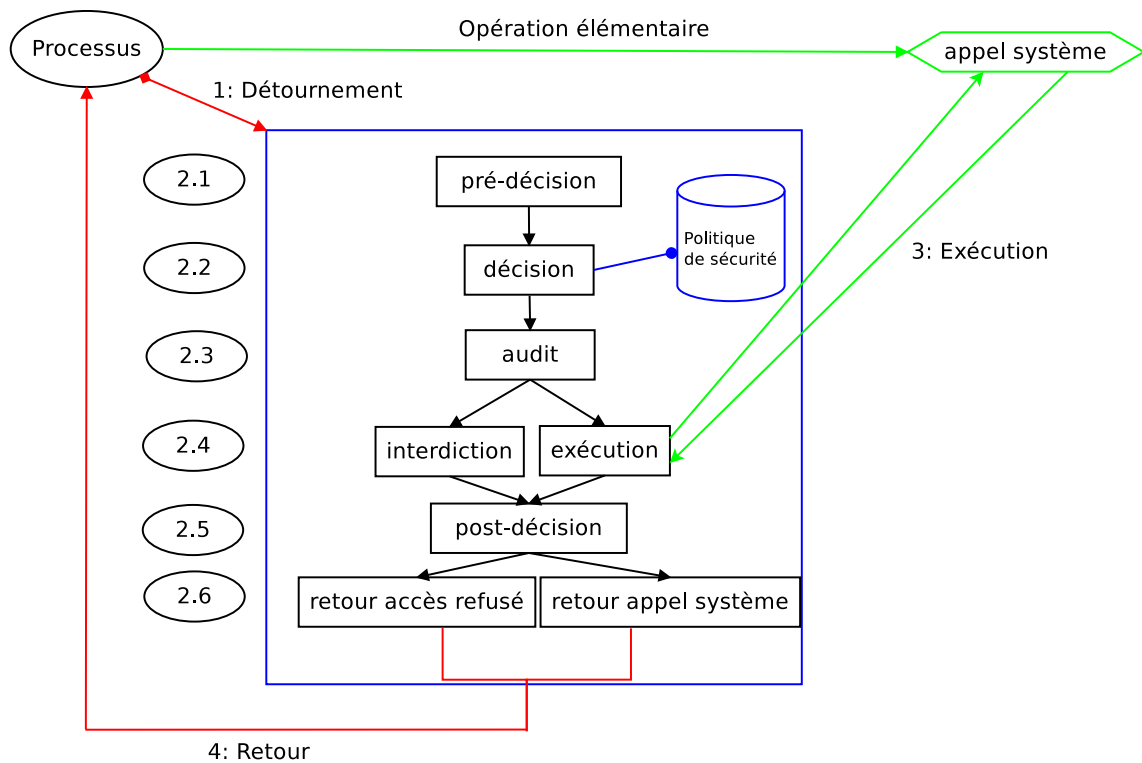 Opération élémentaire
Processus
appel système
1: Détournement
2.1
pré-décision
Politique
de sécurité
2.2
décision
3: Exécution
2.3
audit
2.4
interdiction
exécution
2.5
post-décision
2.6
retour accès refusé
retour appel système
4: Retour